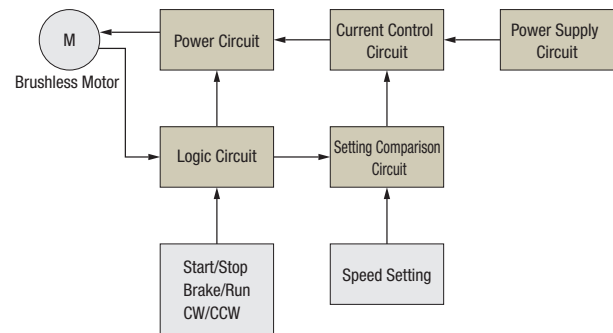 M
Brushless Motor
Power Circuit
Current Control
Circuit
Power Supply
Circuit
Logic Circuit
Setting Comparison
Circuit
Start/Stop
Brake/Run
CW/CCW
Speed Setting